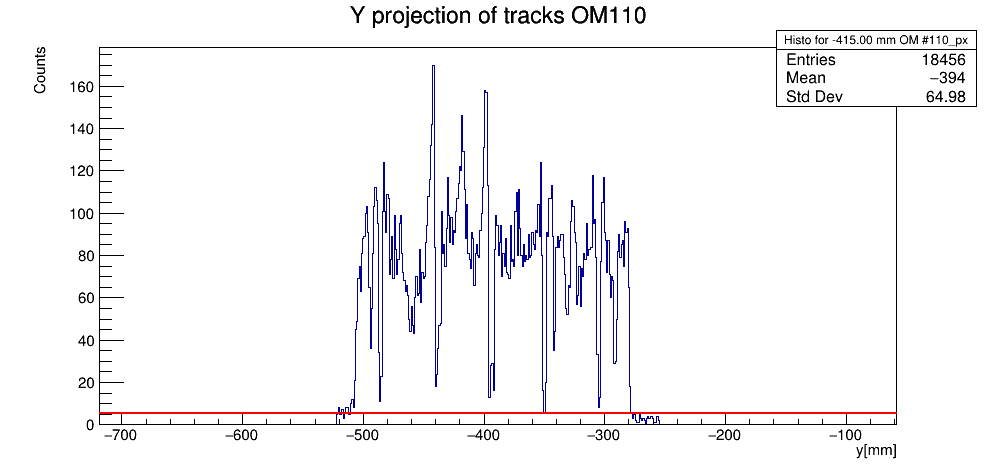 Y projection of tracks OM110
Histo for -415.00 mm OM #110_px
Entries 18456
Mean −394
Std Dev 64.98
Counts
160
140
120
100
80
60
40
20
0
−700 −600 −500 −400 −300 −200 −100
y[mm]